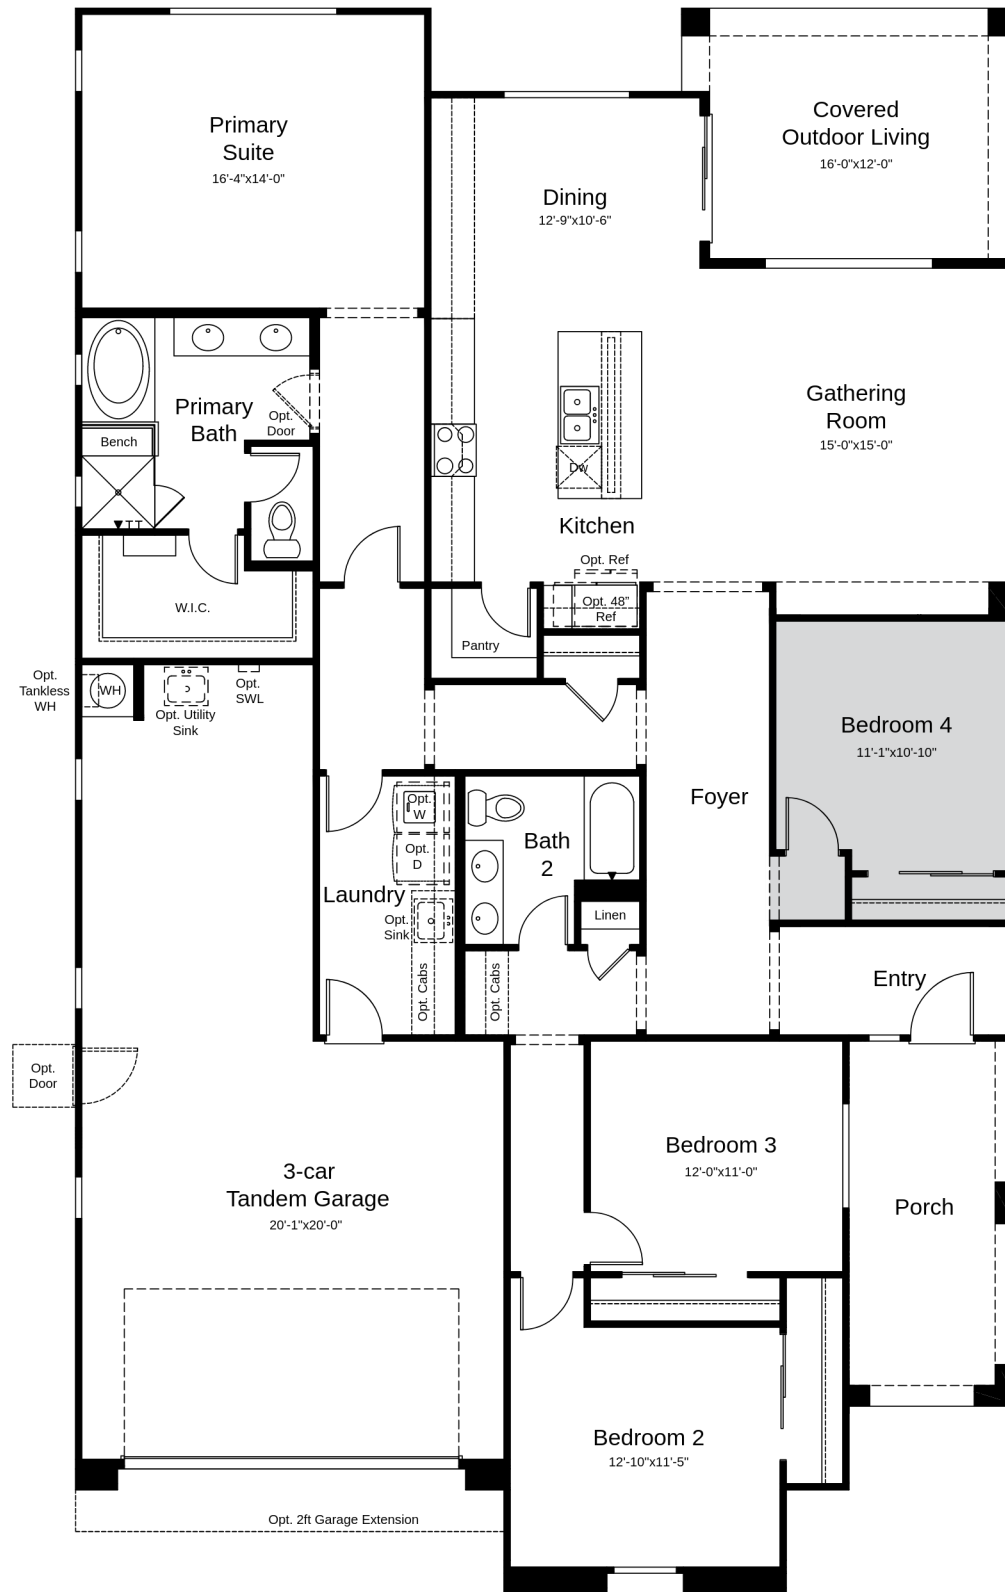 Primary
Suite
16'-4"x14'-0"
Covered
Outdoor Living
16'-0"x12'-0"
Dining
12'-9"x10'-6"
Primary
Bath
Opt.
Door
Bench
Gathering
Room
15'-0"x15'-0"
Dw
Kitchen
Opt. Ref
Opt. 48”
Ref
W.I.C.
Pantry
Opt.
Tankless
WH
WH
Opt. Utility
Sink
Opt.
SWL
Bedroom 4
11'-1"x10'-10"
Foyer
Opt.
W
Opt.
D
Laundry
Opt.
Sink
Opt. Cabs
Bath
2
Linen
Opt. Cabs
Entry
Opt.
Door
Bedroom 3
12'-0"x11'-0"
3-car
Tandem Garage
20'-1"x20'-0"
Porch
Bedroom 2
12'-10"x11'-5"
Opt. 2ft Garage Extension